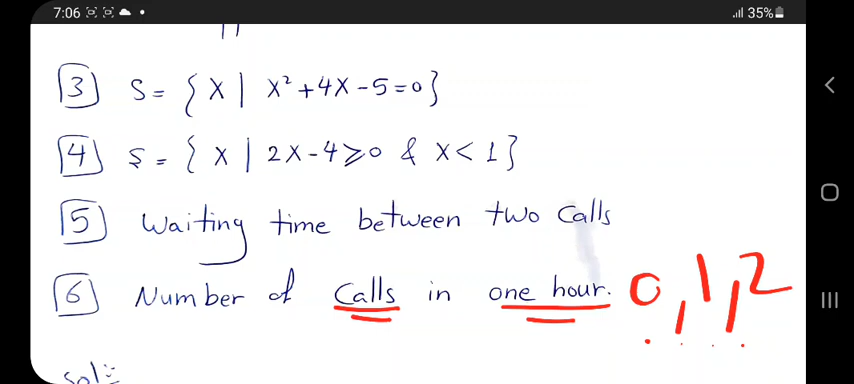 7:06 35%
[3] S = { X | X² + 4X - 5 = 0 }
[4] S = { X | 2X - 4 ⩾ 0 & X < 1 }
[5] Waiting time between two Calls
[6] Number of Calls in one hour. 0, 1, 2 ....